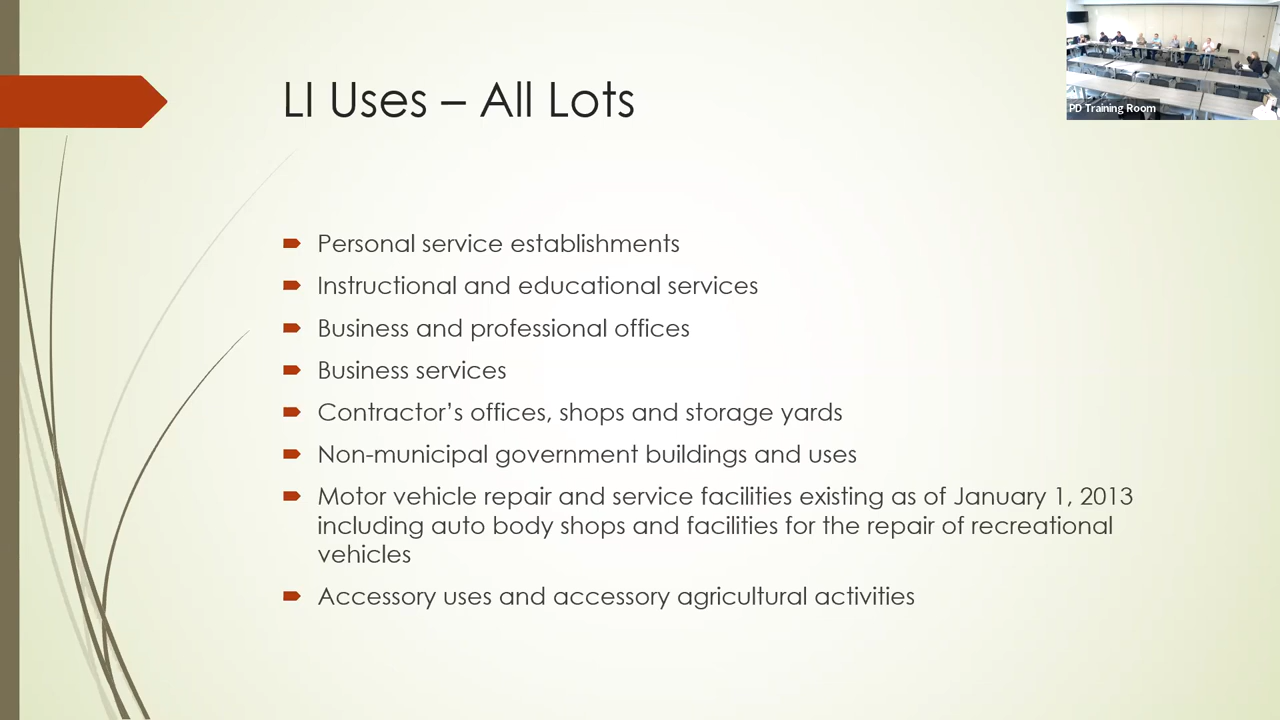 LI Uses – All Lots
PD Training Room
Personal service establishments
Instructional and educational services
Business and professional offices
Business services
Contractor’s offices, shops and storage yards
Non-municipal government buildings and uses
Motor vehicle repair and service facilities existing as of January 1, 2013
including auto body shops and facilities for the repair of recreational
vehicles
Accessory uses and accessory agricultural activities